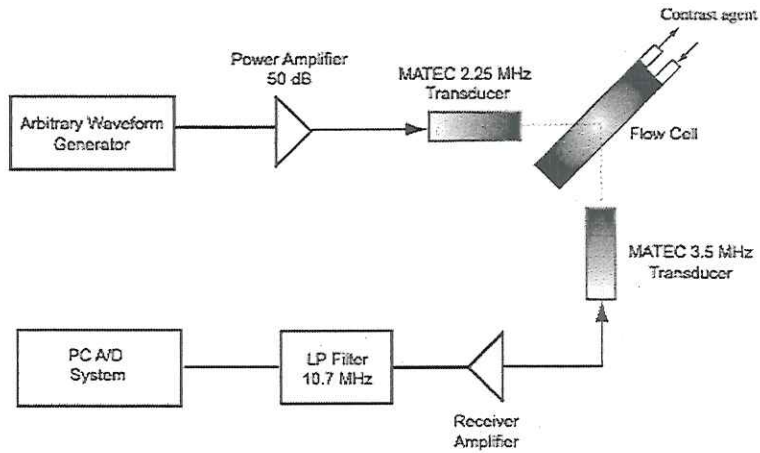 Contrast agent
Power Amplifier
50 dB
MATEC 2.25 MHz
Transducer
Arbitrary Waveform
Generator
Flow Cell
MATEC 3.5 MHz
Transducer
PC A/D
System
LP Filter
10.7 MHz
Receiver
Amplifier